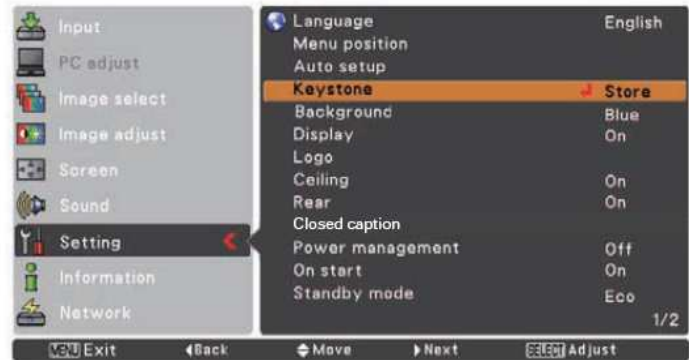 Input
PC adjust
Image select
Image adjust
Screen
Sound
Setting
Information
Network
Language English
Menu position
Auto setup
Keystone Store
Background Blue
Display On
Logo
Ceiling On
Rear On
Closed caption
Power management Off
On start On
Standby mode Eco
1/2
MENU Exit Back Move Next SELECT Adjust